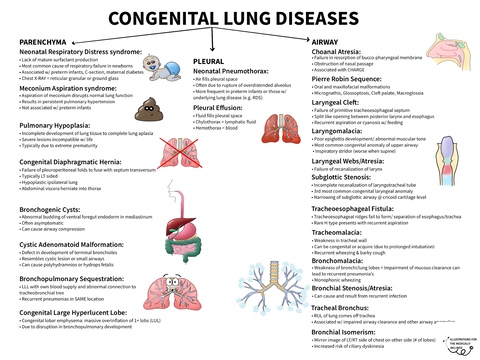 CONGENITAL LUNG DISEASES
PARENCHYMA
Neonatal Respiratory Distress syndrome:
• Lack of mature surfactant production
• Most common cause of respiratory failure in newborns
• Associated w/ preterm infants, C-section, maternal diabetes
• Chest X-RAY = reticular granular or ground glass
Meconium Aspiration syndrome:
• Aspiration of meconium disrupts normal lung function
• Results in persistent pulmonary hypertension
• Not associated w/ preterm infants
Pulmonary Hypoplasia:
• Incomplete development of lung tissue to complete lung aplasia
• Severe lesions incompatible w/ life
• Typically due to extreme prematurity
Congenital Diaphragmatic Hernia:
• Failure of pleuroperitoneal folds to fuse with septum transversum
• Typically LT sided
• Hypoplastic ipsilateral lung
• Abdominal viscera herniate into thorax
Bronchogenic Cysts:
• Abnormal budding of ventral foregut endoderm in mediastinum
• Often asymptomatic
• Can cause airway compression
Cystic Adenomatoid Malformation:
• Defect in development of terminal bronchioles
• Resembles cystic lesion or small airways
• Can cause polyhydramnios or hydrops fetalis
Bronchopulmonary Sequestration:
• LLL with own blood supply and abnormal connection to
tracheobronchial tree
• Recurrent pneumonias in SAME location
Congenital Large Hyperlucent Lobe:
• Congenital lobar emphysema: massive overinflation of 1+ lobes (LUL)
• Due to disruption in bronchopulmonary development
PLEURAL
Neonatal Pneumothorax:
• Air fills pleural space
• Often due to rupture of overdistended alveolus
• More frequent in preterm infants or those w/
underlying lung disease (e.g. RDS)
Pleural Effusion:
• Fluid fills pleural space
• Chylothorax = lymphatic fluid
• Hemothorax = blood
AIRWAY
Choanal Atresia:
• Failure in resorption of bucco-pharyngeal membrane
• Obstruction of nasal passage
• Associated with CHARGE
Pierre Robin Sequence:
• Oral and maxillofacial malformations
• Micrognathia, Glossoptosis, Cleft palate, Macroglossia
Laryngeal Cleft:
• Failure of primitive tracheoesophageal septum
• Split like opening between posterior larynx and esophagus
• Recurrent aspiration or cyanosis w/ feeding
Laryngomalacia:
• Poor epiglottis development/ abnormal muscular tone
• Most common congenital anomaly of upper airway
• Inspiratory stridor (worse when supine)
Laryngeal Webs/Atresia:
• Failure of recanalization of larynx
Subglottic Stenosis:
• Incomplete recanalization of laryngotracheal tube
• 3rd most common congenital laryngeal anomaly
• Narrowing of subglottic airway @ cricoid cartilage
Tracheoesophageal Fistula:
• Tracheoesophageal ridges fail to form/ separation of esophagus/trachea
• Rare H type presents with recurrent aspiration
Tracheomalacia:
• Weakness in trachel wall
• Can be congenital or acquire (due to prolonged intubation)
• Recurrent wheezing & barky cough
Bronchomalacia:
• Weakness of bronchi/lung lobes = Impairment of mucus clearance can
lead to recurrent pneumonia's
• Monophonic wheezing
Bronchial Stenosis/Atresia:
• Can cause and result from recurrent infection
Tracheal Bronchus:
• RUL of lung comes off trachea
• Associated w/ impaired airway clearance and other airway
Bronchial Isomerism:
• Mirror image of LT/RT side of chest on other side (# of lobes)
• Increased risk of ciliary dyskinesia
ILLUSTRATIONS FOR
THE MEDICALLY